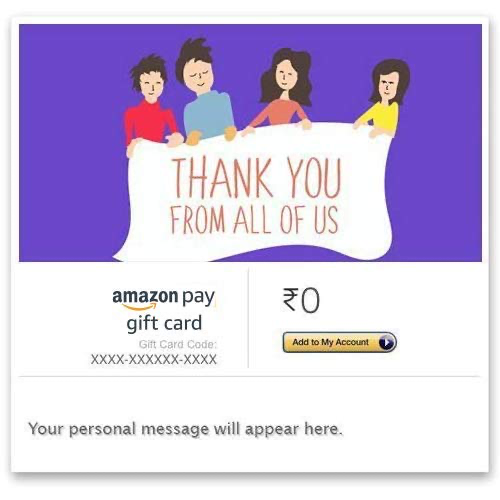 THANK YOU
FROM ALL OF US
amazon pay
gift card
Gift Card Code:
XXXX-XXXXXX-XXXX
₹0
Add to My Account
Your personal message will appear here.